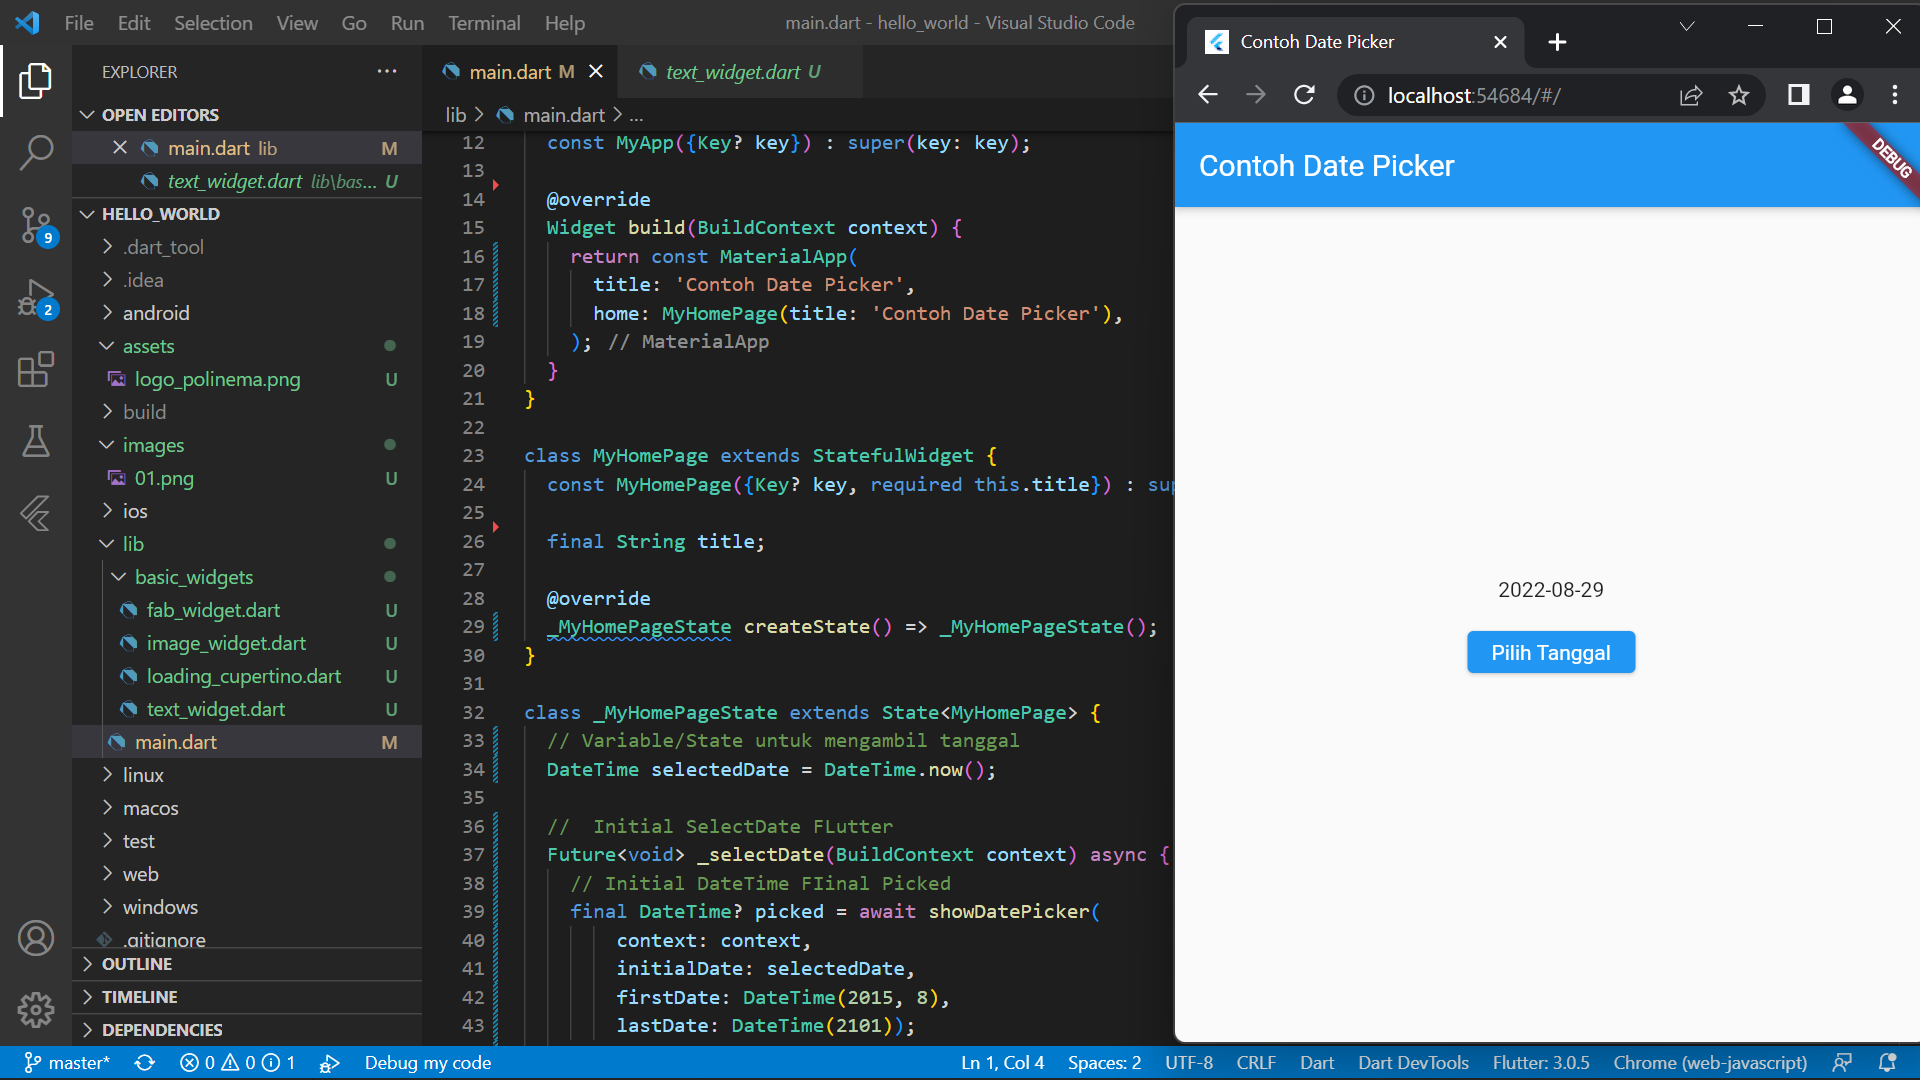 File Edit Selection View Go Run Terminal Help
main.dart - hello_world - Visual Studio Code
EXPLORER
OPEN EDITORS
main.dart lib M
text_widget.dart lib\bas... U
HELLO_WORLD
.dart_tool
.idea
android
assets
logo_polinema.png U
build
images
01.png U
ios
lib
basic_widgets
fab_widget.dart U
image_widget.dart U
loading_cupertino.dart U
text_widget.dart U
main.dart M
linux
macos
test
web
windows
.gitignore
OUTLINE
TIMELINE
DEPENDENCIES
9
2
main.dart M
text_widget.dart U
lib > main.dart > ...
12 const MyApp({Key? key}) : super(key: key);
13
14 @override
15 Widget build(BuildContext context) {
16 return const MaterialApp(
17 title: 'Contoh Date Picker',
18 home: MyHomePage(title: 'Contoh Date Picker'),
19 ); // MaterialApp
20 }
21 }
22
23 class MyHomePage extends StatefulWidget {
24 const MyHomePage({Key? key, required this.title}) : su
25
26 final String title;
27
28 @override
29 _MyHomePageState createState() => _MyHomePageState();
30 }
31
32 class _MyHomePageState extends State<MyHomePage> {
33 // Variable/State untuk mengambil tanggal
34 DateTime selectedDate = DateTime.now();
35
36 //  Initial SelectDate FLutter
37 Future<void> _selectDate(BuildContext context) async {
38 // Initial DateTime FIinal Picked
39 final DateTime? picked = await showDatePicker(
40 context: context,
41 initialDate: selectedDate,
42 firstDate: DateTime(2015, 8),
43 lastDate: DateTime(2101));
Contoh Date Picker
localhost:54684/#/
Contoh Date Picker
DEBUG
2022-08-29
Pilih Tanggal
master* 0 0 1 Debug my code Ln 1, Col 4 Spaces: 2 UTF-8 CRLF Dart Dart DevTools Flutter: 3.0.5 Chrome (web-javascript)